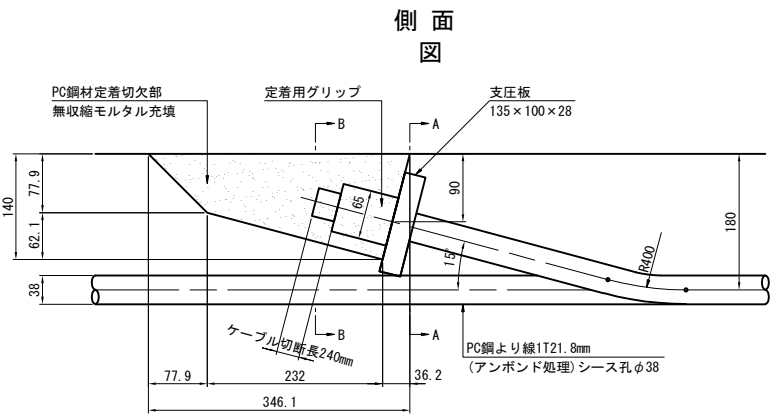 側面
図
PC鋼材定着切欠部
無収縮モルタル充填
定着用グリップ
支圧板
135×100×28
B
A
140
77.9
62.1
38
65
90
180
15°
R400
B
A
ケーブル切断長240mm
PC鋼より線1T21.8mm
(アンボンド処理)シース孔φ38
77.9
232
36.2
346.1